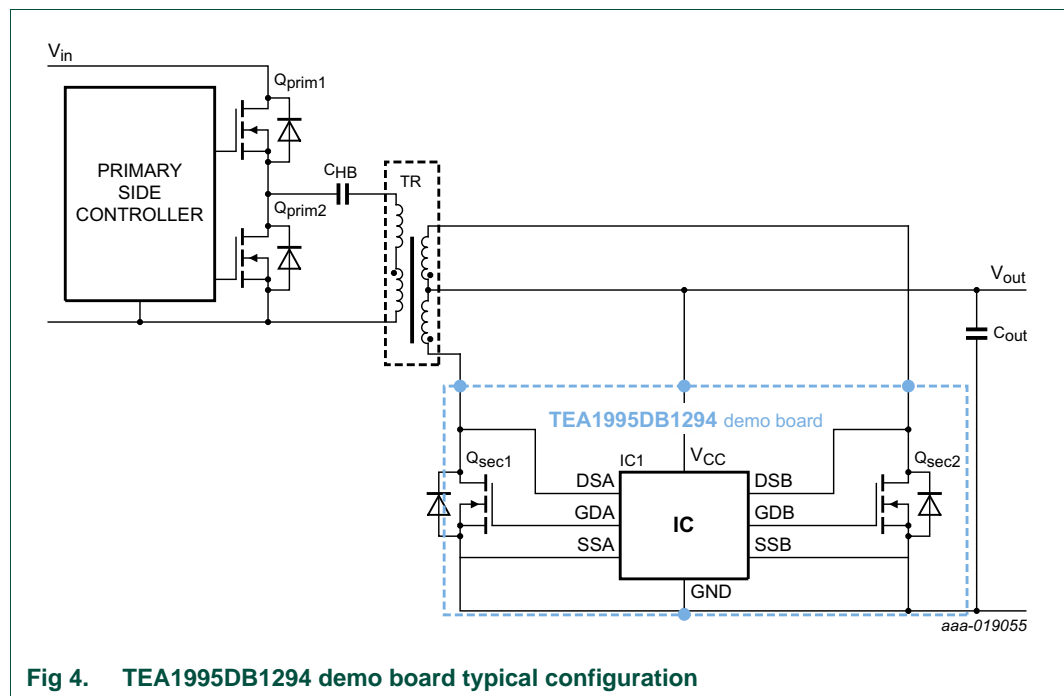 Vin
Qprim1
PRIMARY
SIDE
CONTROLLER
CHB
TR
Qprim2
Vout
Cout
TEA1995DB1294 demo board
Qsec1
IC1
VCC
Qsec2
DSA
DSB
GDA
IC
GDB
SSA
SSB
GND
aaa-019055
Fig 4. TEA1995DB1294 demo board typical configuration